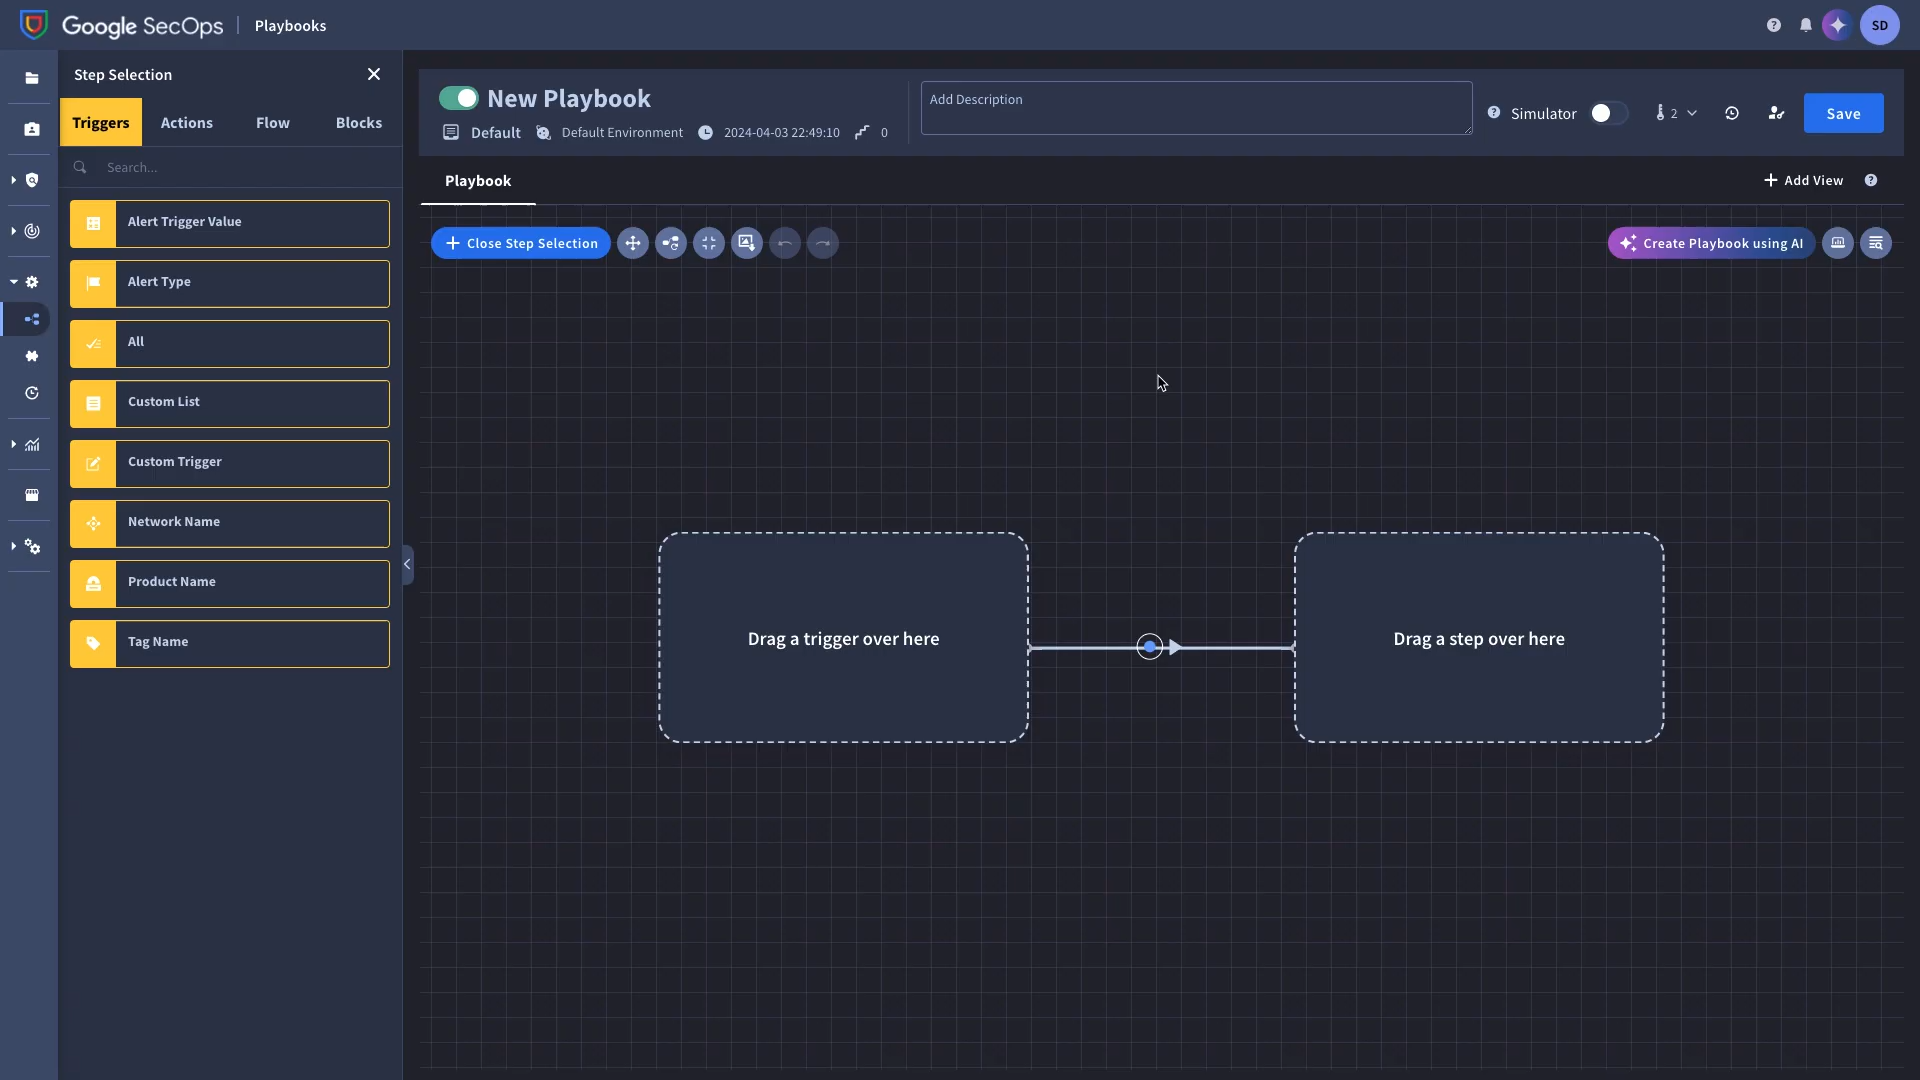 Google SecOps
Playbooks
SD
Step Selection
Triggers
Actions
Flow
Blocks
Search...
Alert Trigger Value
Alert Type
All
Custom List
Custom Trigger
Network Name
Product Name
Tag Name
New Playbook
Default
Default Environment
2024-04-03 22:49:10
0
Add Description
Simulator
2
Save
Playbook
Add View
Close Step Selection
Create Playbook using AI
Drag a trigger over here
Drag a step over here